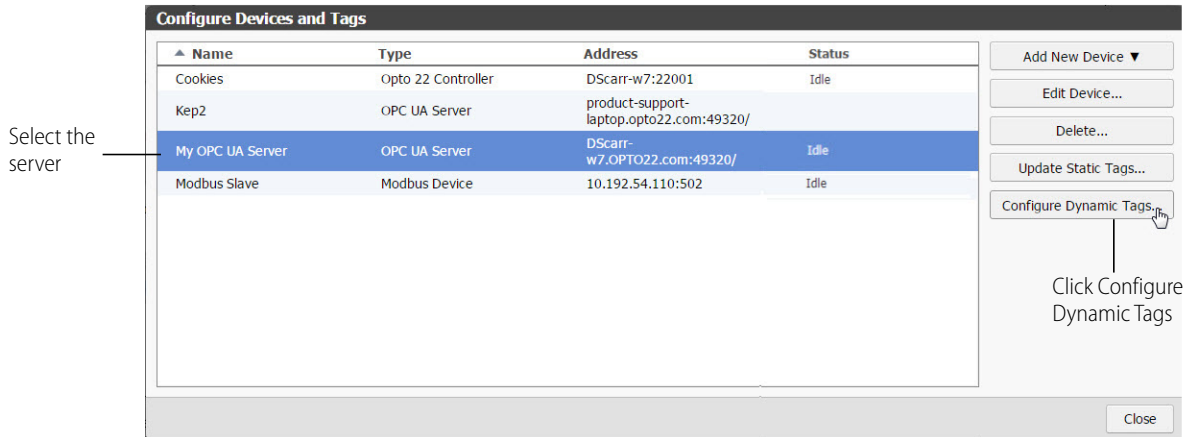 Configure Devices and Tags
▲ Name Type Address Status
Cookies Opto 22 Controller DScarr-w7:22001 Idle
Kep2 OPC UA Server product-support-
laptop.opto22.com:49320/
My OPC UA Server OPC UA Server DScarr-
w7.OPTO22.com:49320/ Idle
Modbus Slave Modbus Device 10.192.54.110:502 Idle
Add New Device ▼
Edit Device...
Delete...
Update Static Tags...
Configure Dynamic Tags...
Close
Select the
server
Click Configure
Dynamic Tags